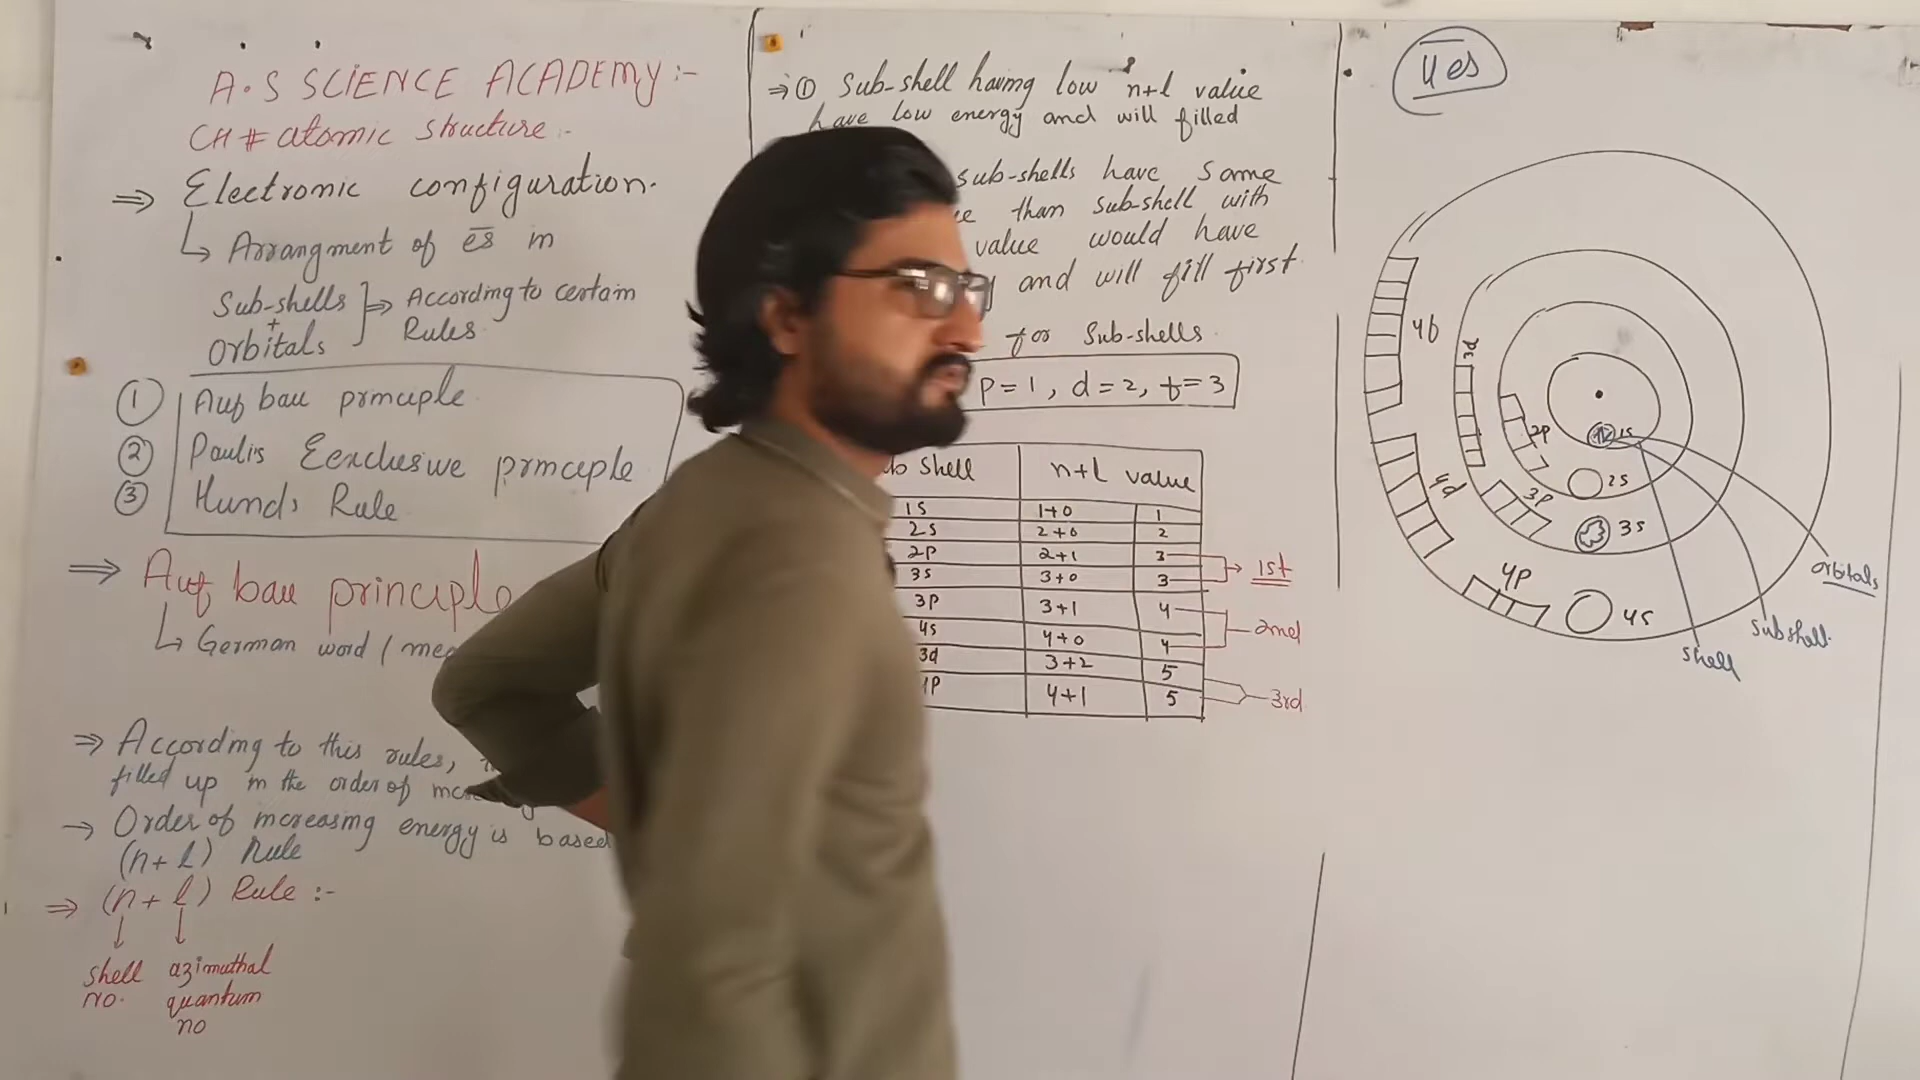 A.S SCIENCE ACADEMY:-
CH # atomic structure:-
⇒ Electronic configuration.
↳ Arrangment of ēs in
Sub-shells
+
orbitals
⇒ According to certain
Rules
① Auf bau principle
② Paulis Eexclusive principle
③ Hunds Rule
⇒ Auf bau principle
↳ German word (
⇒ According to this rules,
filled up in the order of
→ Order of increasing energy is based
(n+l) Rule
⇒ (n+l) Rule :-
↓ ↓
shell azimuthal
no. quantum
no
⇒ ① Sub-shell having low n+l value
have low energy and will filled
sub-shells have same
than sub-shell with
value would have
and will fill first
for Sub-shells
p=1, d=2, f=3
shell n+l value
1s 1+0 1
2s 2+0 2
2p 2+1 3
3s 3+0 3
→ 1st
3p 3+1 4
4s 4+0 4
2nd
3d 3+2 5
4p 4+1 5
3rd
4ēs
4f
3d
2p
1s
2s
4d
3p
3s
4p
4s
orbitals
subshell
shell